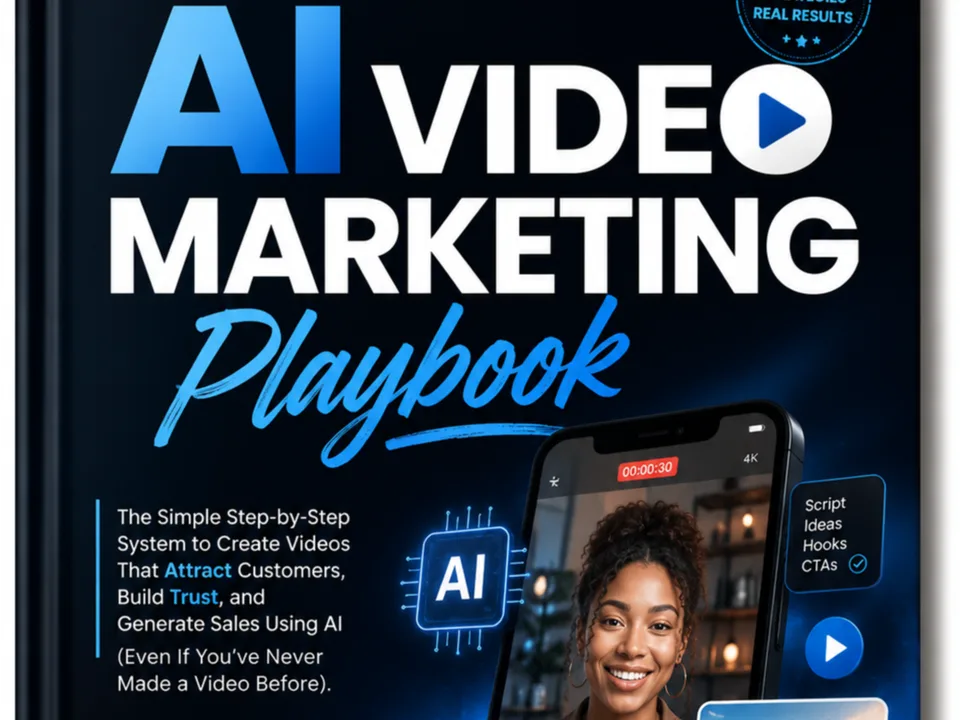 REAL RESULTS
AI VIDEO
MARKETING
Playbook
00:00:30
4K
The Simple Step-by-Step
System to Create Videos
That Attract Customers,
Build Trust, and
Generate Sales Using AI
(Even If You've Never
Made a Video Before).
AI
Script
Ideas
Hooks
CTAs